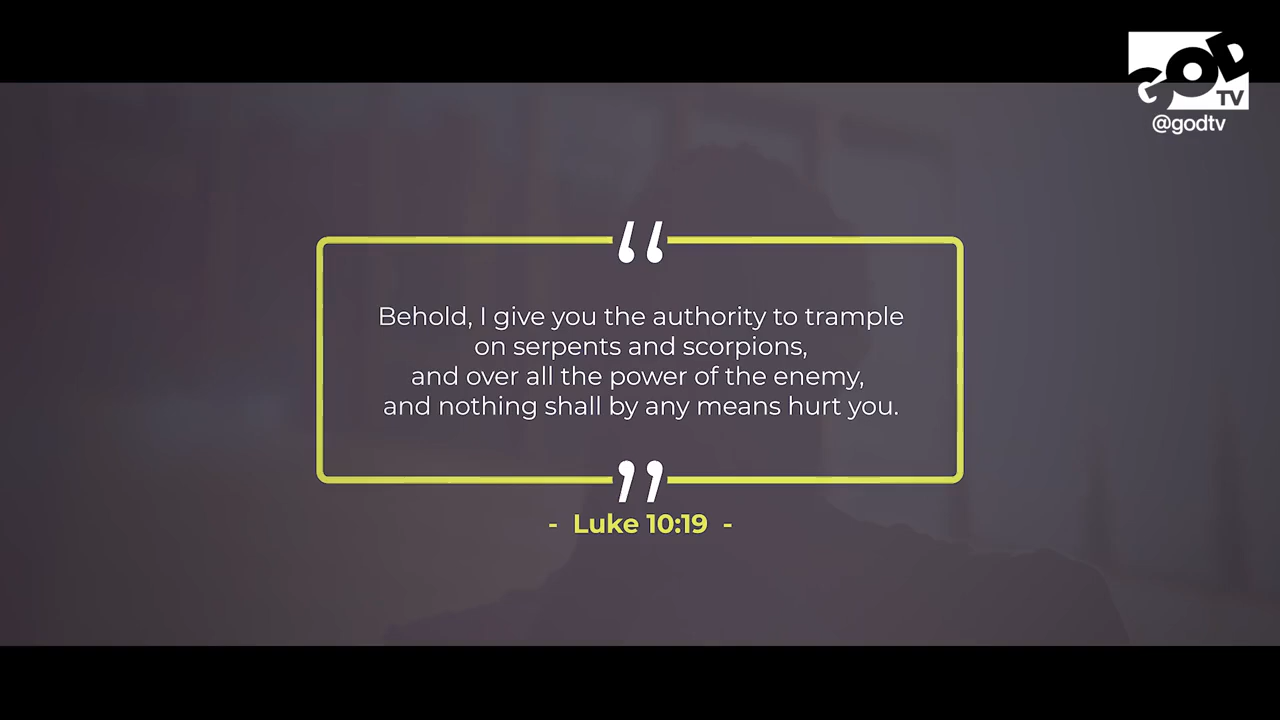 GOD
TV
@godtv
“
Behold, I give you the authority to trample
on serpents and scorpions,
and over all the power of the enemy,
and nothing shall by any means hurt you.
”
- Luke 10:19 -